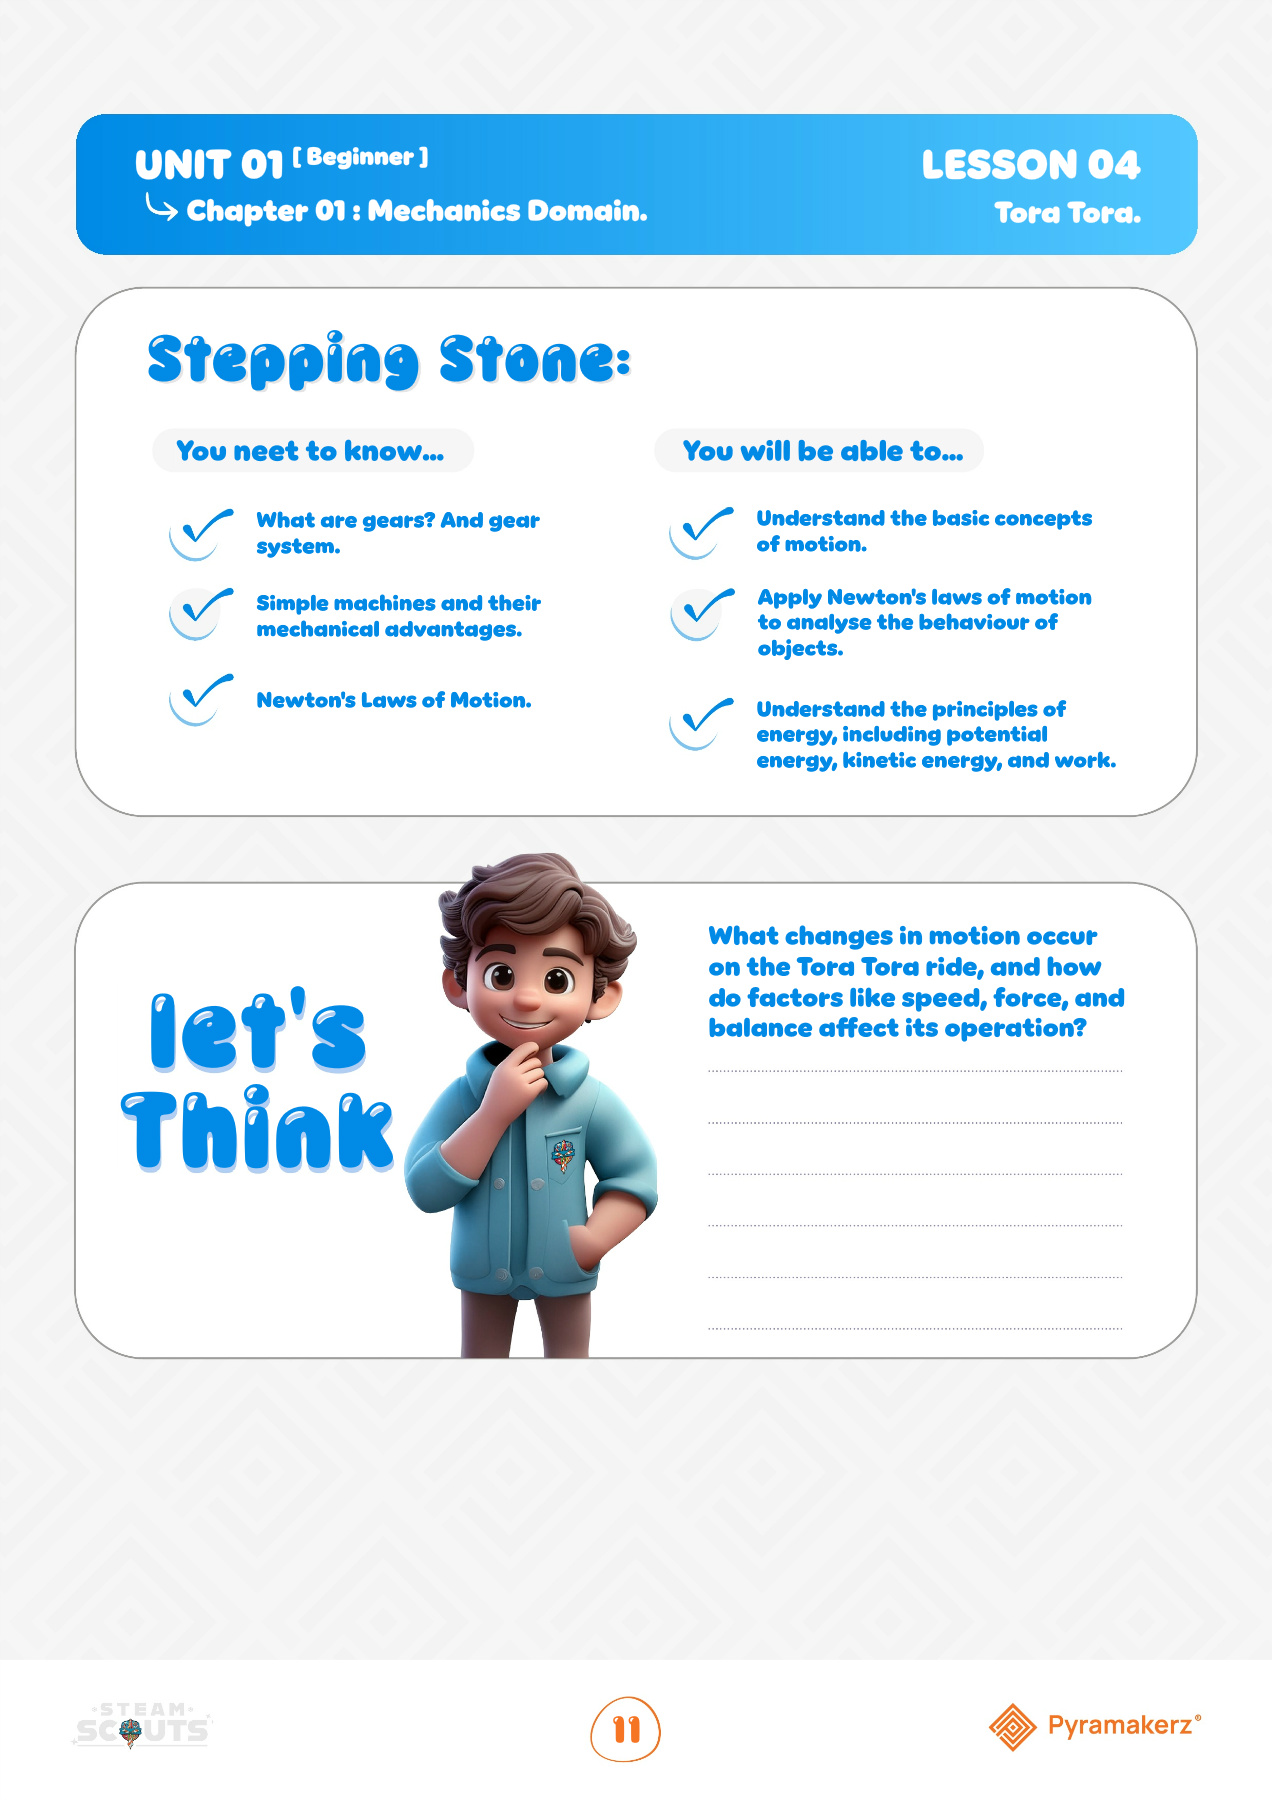 UNIT 01 [ Beginner ]
Chapter 01 : Mechanics Domain.
LESSON 04
Tora Tora.
Stepping Stone:
You neet to know...
What are gears? And gear
system.
Simple machines and their
mechanical advantages.
Newton's Laws of Motion.
You will be able to...
Understand the basic concepts
of motion.
Apply Newton's laws of motion
to analyse the behaviour of
objects.
Understand the principles of
energy, including potential
energy, kinetic energy, and work.
let's
Think
What changes in motion occur
on the Tora Tora ride, and how
do factors like speed, force, and
balance affect its operation?
STEAM
SCOUTS
11
Pyramakerz®